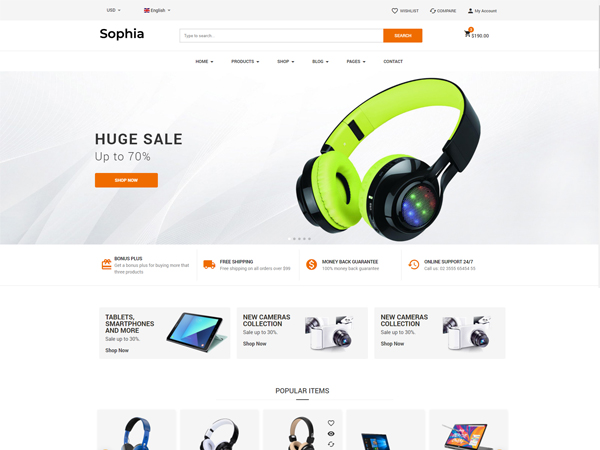 USD
English
WISHLIST
COMPARE
My Account
Sophia
Type to search...
SEARCH
$190.00
HOME
PRODUCTS
SHOP
BLOG
PAGES
CONTACT
HUGE SALE
Up to 70%
SHOP NOW
BONUS PLUS
Get a bonus plus for buying more that
three products.
FREE SHIPPING
Free shipping on all orders over $99
MONEY BACK GUARANTEE
100% money back guarantee
ONLINE SUPPORT 24/7
Call us: 02 3555 65454 55
TABLETS,
SMARTPHONES
AND MORE
Sale up to 30%.
Shop Now
NEW CAMERAS
COLLECTION
Sale up to 30%.
Shop Now
NEW CAMERAS
COLLECTION
Sale up to 30%.
Shop Now
POPULAR ITEMS